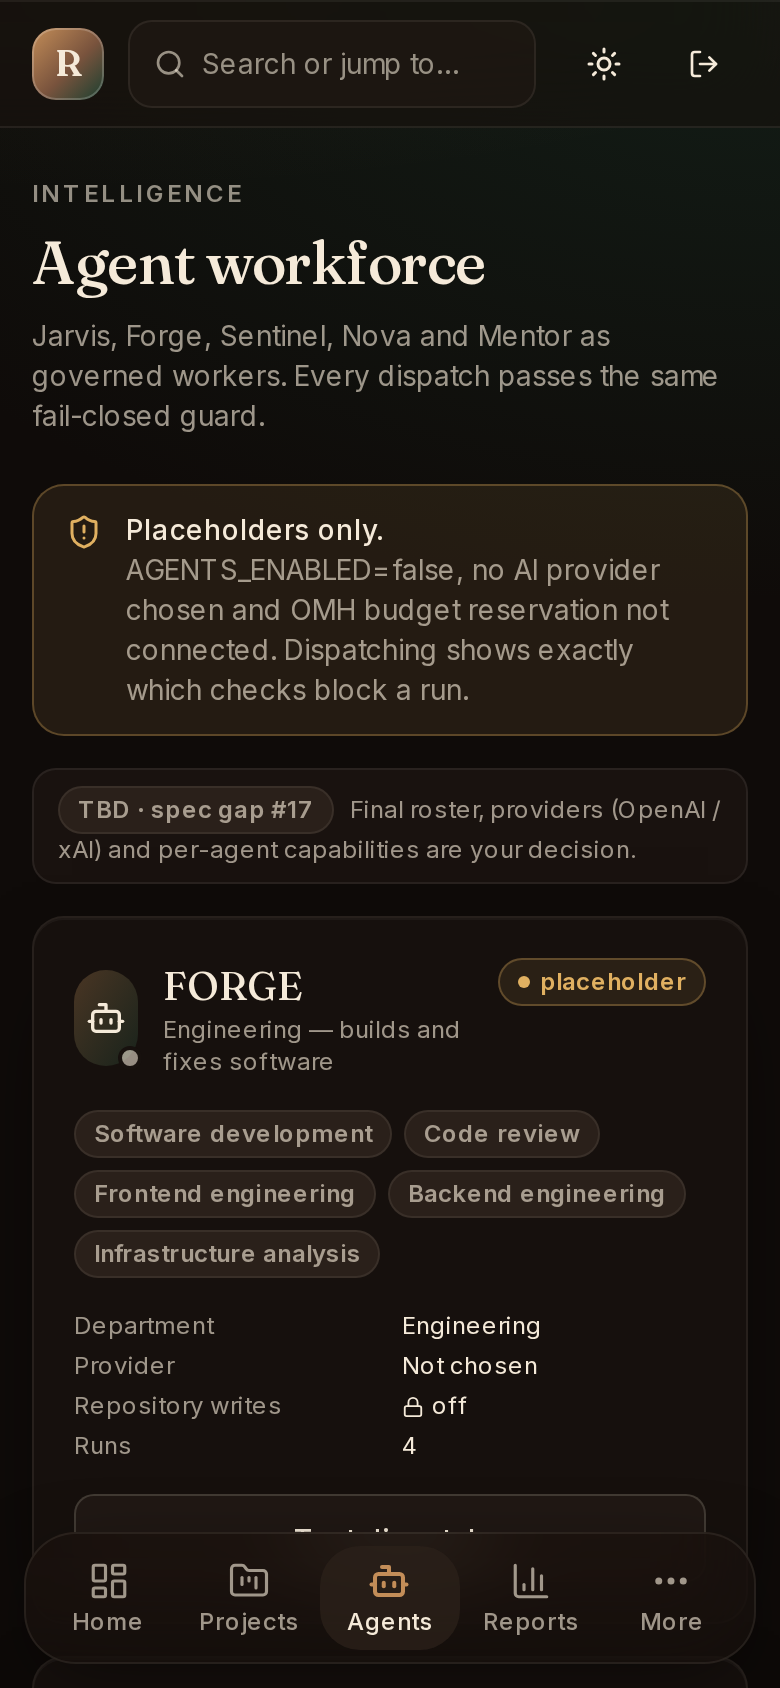 R
Search or jump to...
INTELLIGENCE
Agent workforce
Jarvis, Forge, Sentinel, Nova and Mentor as
governed workers. Every dispatch passes the same
fail-closed guard.
Placeholders only.
AGENTS_ENABLED=false, no AI provider
chosen and OMH budget reservation not
connected. Dispatching shows exactly
which checks block a run.
TBD · spec gap #17 Final roster, providers (OpenAI /
xAI) and per-agent capabilities are your decision.
FORGE
placeholder
Engineering — builds and
fixes software
Software development Code review
Frontend engineering Backend engineering
Infrastructure analysis
Department Engineering
Provider Not chosen
Repository writes off
Runs 4
Home Projects Agents Reports More